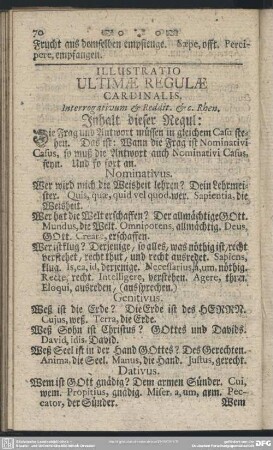 70
Frucht aus demselben empfienge. Sæpe, offt. Perci-
pere, empfangen.
ILLUSTRATIO
ULTIMÆ REGULÆ
CARDINALIS,
Interrogativum & Reddit. &c. Rhen.
Inhalt dieser Regul:
Die Frag und Antwort müssen in gleichem Casu ste-
hen. Das ist: Wann die Frag ist Nominativi
Casus, so muß die Antwort auch Nominativi Casus,
seyn. Und so fort an.
Nominativus.
Wer wird mich die Weisheit lehren? Dein Lehrmei-
ster. Quis, quæ, quid vel quod, wer. Sapientia, die
Weisheit.
Wer hat die Welt erschaffen? Der allmächtige GOtt.
Mundus, die Welt. Omnipotens, allmächtig. Deus,
GOtt. Creare, erschaffen.
Wer ist klug? Derjenige, so alles, was nöthig ist, recht
verstehet, recht thut, und recht ausredet. Sapiens,
klug. Is, ea, id, derjenige. Necessarius, a, um, nöthig.
Recte, recht. Intelligere, verstehen. Agere, thun.
Eloqui, ausreden, (aussprechen.)
Genitivus.
Weß ist die Erde? Die Erde ist des HERRN.
Cujus, weß. Terra, die Erde.
Weß Sohn ist Christus? GOttes und Davids.
David, idis. David.
Weß Seel ist in der Hand GOttes? Des Gerechten.
Anima, die Seel. Manus, die Hand. Justus, gerecht.
Dativus.
Wem ist GOtt gnädig? Dem armen Sünder. Cui,
wem. Propitius, gnädig. Miser, a, um, arm. Pec-
cator, der Sünder.
Wem